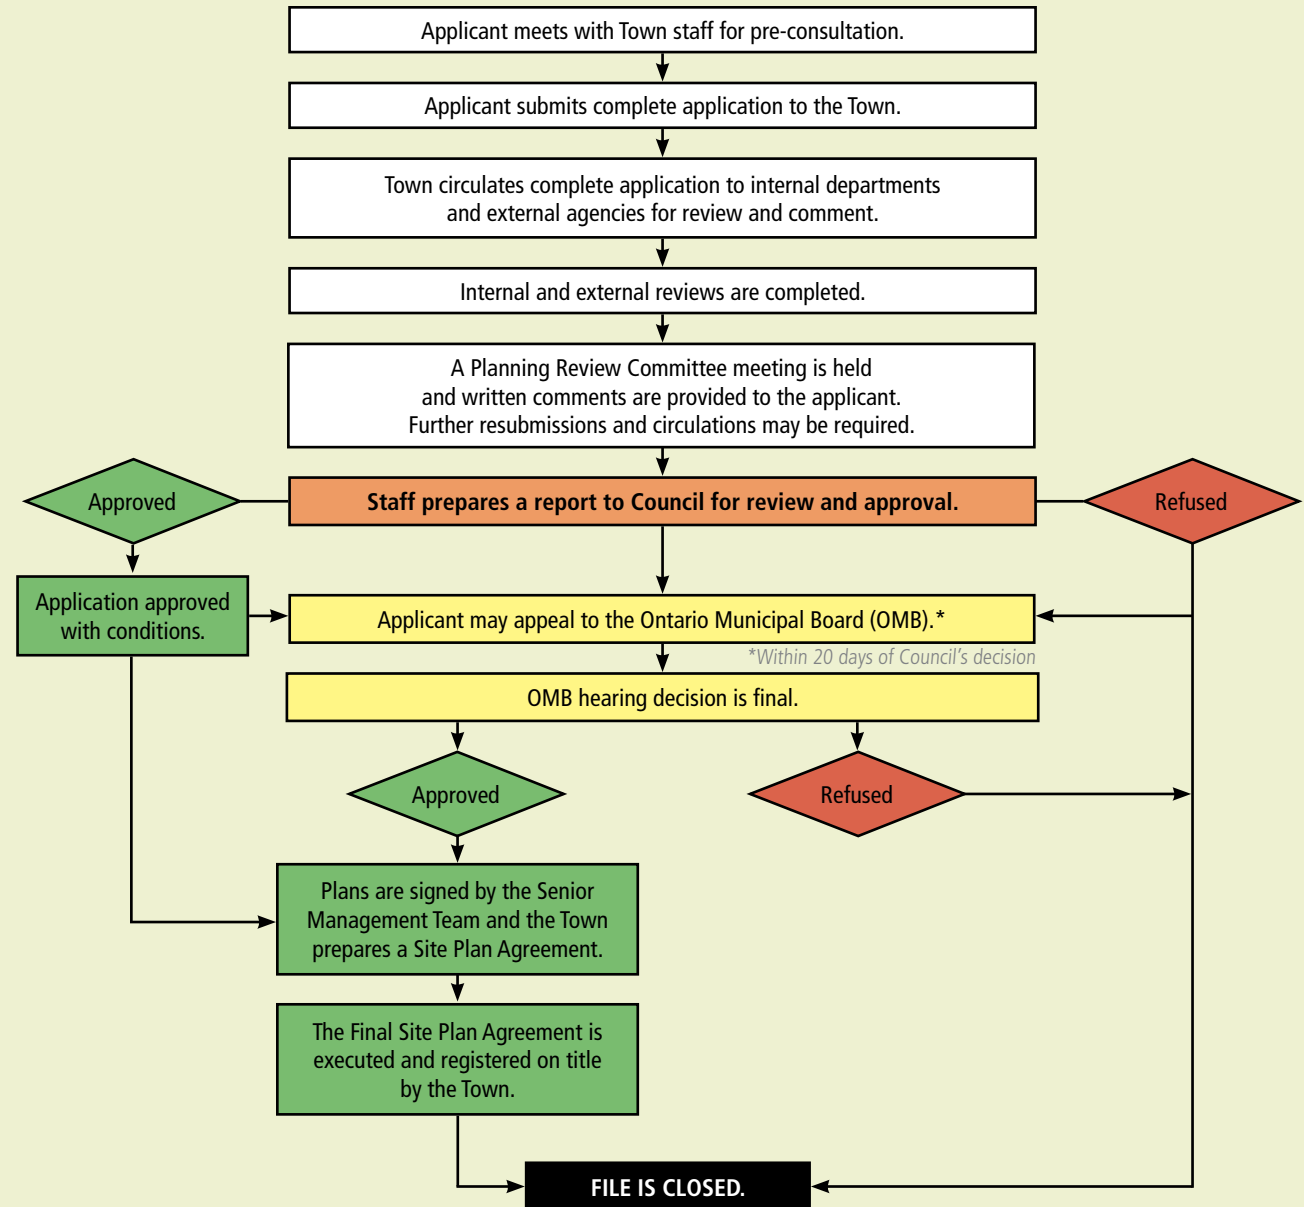 Applicant meets with Town staff for pre-consultation.
Applicant submits complete application to the Town.
Town circulates complete application to internal departments
and external agencies for review and comment.
Internal and external reviews are completed.
A Planning Review Committee meeting is held
and written comments are provided to the applicant.
Further resubmissions and circulations may be required.
Approved
Staff prepares a report to Council for review and approval.
Refused
Application approved
with conditions.
Applicant may appeal to the Ontario Municipal Board (OMB).*
*Within 20 days of Council's decision
OMB hearing decision is final.
Approved
Refused
Plans are signed by the Senior
Management Team and the Town
prepares a Site Plan Agreement.
The Final Site Plan Agreement is
executed and registered on title
by the Town.
FILE IS CLOSED.